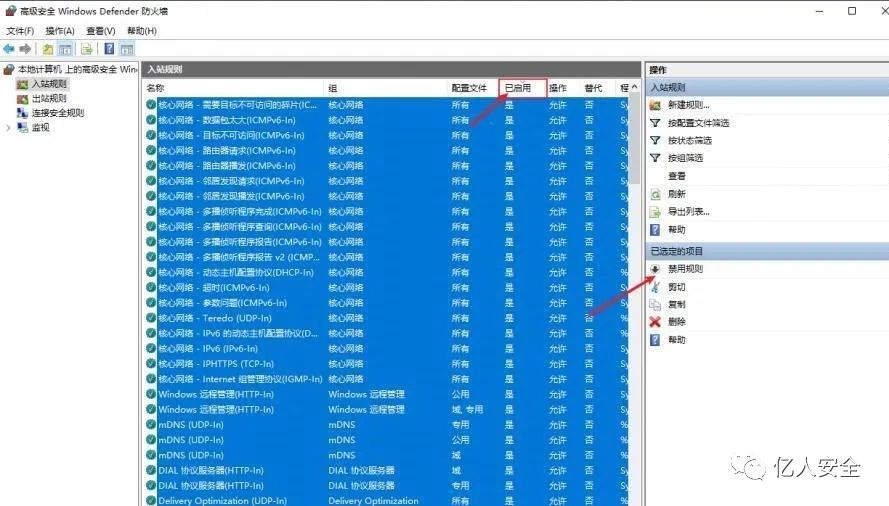 高级安全 Windows Defender 防火墙
文件(F) 操作(A) 查看(V) 帮助(H)
本地计算机 上的高级安全 Win
入站规则
出站规则
连接安全规则
监视
入站规则
名称 组 配置文件 已启用 操作 替代 程
核心网络 - 需要目标不可访问的碎片(IC... 核心网络 所有 是 允许 否 Sy
核心网络 - 数据包太大(ICMPv6-In) 核心网络 所有 是 允许 否 Sy
核心网络 - 目标不可访问(ICMPv6-In) 核心网络 所有 是 允许 否 Sy
核心网络 - 路由器请求(ICMPv6-In) 核心网络 所有 是 允许 否 Sy
核心网络 - 路由器播发(ICMPv6-In) 核心网络 所有 是 允许 否 Sy
核心网络 - 邻居发现请求(ICMPv6-In) 核心网络 所有 是 允许 否 Sy
核心网络 - 邻居发现播发(ICMPv6-In) 核心网络 所有 是 允许 否 Sy
核心网络 - 多播侦听程序完成(ICMPv6-In) 核心网络 所有 是 允许 否 Sy
核心网络 - 多播侦听程序查询(ICMPv6-In) 核心网络 所有 是 允许 否 Sy
核心网络 - 多播侦听程序报告(ICMPv6-In) 核心网络 所有 是 允许 否 Sy
核心网络 - 多播侦听程序报告 v2 (ICMP... 核心网络 所有 是 允许 否 Sy
核心网络 - 动态主机配置协议(DHCP-In) 核心网络 所有 是 允许 否 %
核心网络 - 超时(ICMPv6-In) 核心网络 所有 是 允许 否 Sy
核心网络 - 参数问题(ICMPv6-In) 核心网络 所有 是 允许 否 Sy
核心网络 - Teredo (UDP-In) 核心网络 所有 是 允许 否 %
核心网络 - IPv6 的动态主机配置协议(D... 核心网络 所有 是 允许 否 %
核心网络 - IPv6 (IPv6-In) 核心网络 所有 是 允许 否 Sy
核心网络 - IPHTTPS (TCP-In) 核心网络 所有 是 允许 否 Sy
核心网络 - Internet 组管理协议(IGMP-In) 核心网络 所有 是 允许 否 Sy
Windows 远程管理(HTTP-In) Windows 远程管理 公用 是 允许 否 Sy
Windows 远程管理(HTTP-In) Windows 远程管理 域, 专用 是 允许 否 Sy
mDNS (UDP-In) mDNS 专用 是 允许 否 %
mDNS (UDP-In) mDNS 公用 是 允许 否 %
mDNS (UDP-In) mDNS 域 是 允许 否 %
DIAL 协议服务器(HTTP-In) DIAL 协议服务器 域 是 允许 否 Sy
DIAL 协议服务器(HTTP-In) DIAL 协议服务器 专用 是 允许 否 Sy
Delivery Optimization (UDP-In) Delivery Optimization 所有 是 允许 否 %
操作
入站规则
新建规则...
按配置文件筛选
按状态筛选
按组筛选
查看
刷新
导出列表...
帮助
已选定的项目
禁用规则
剪切
复制
删除
帮助
亿人安全